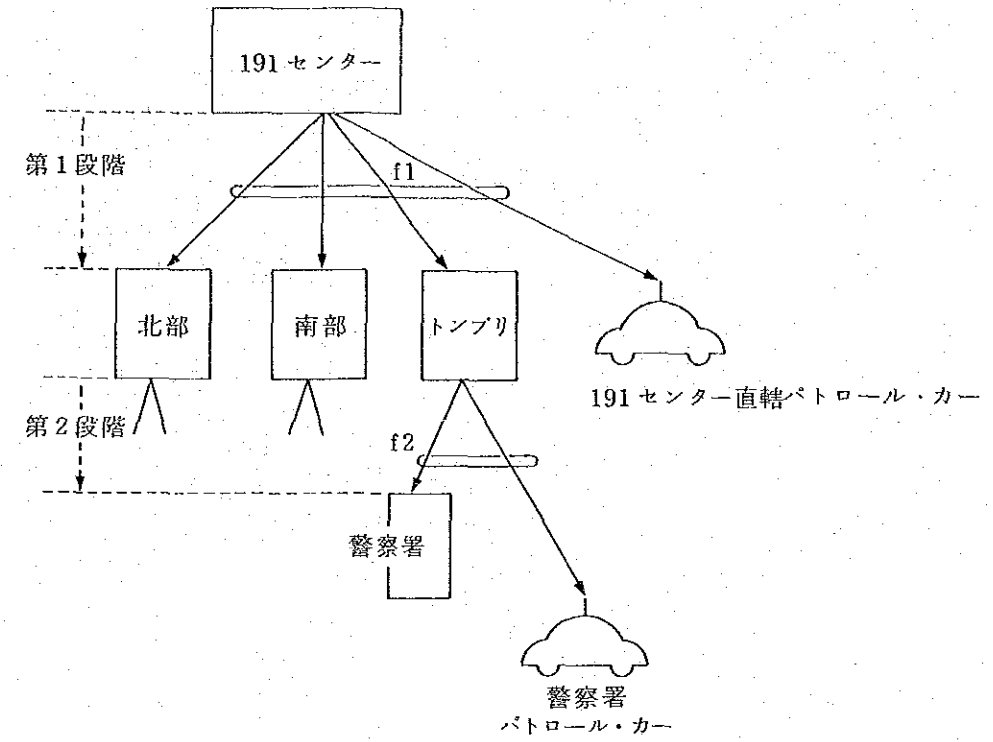 191センター
第1段階
f1
北部
南部
トンブリ
191センター直轄パトロール・カー
第2段階
f2
警察署
警察署
パトロール・カー